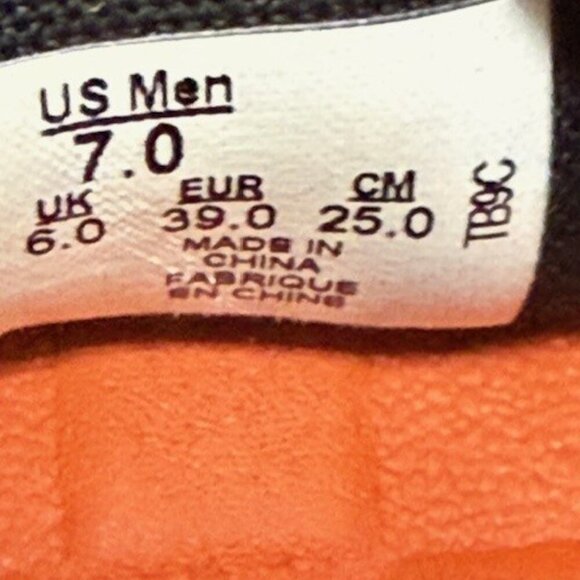 US Men
7.0
UK EUR CM
6.0 39.0 25.0
MADE IN
CHINA
FABRIQUE
EN CHINE
TB9C